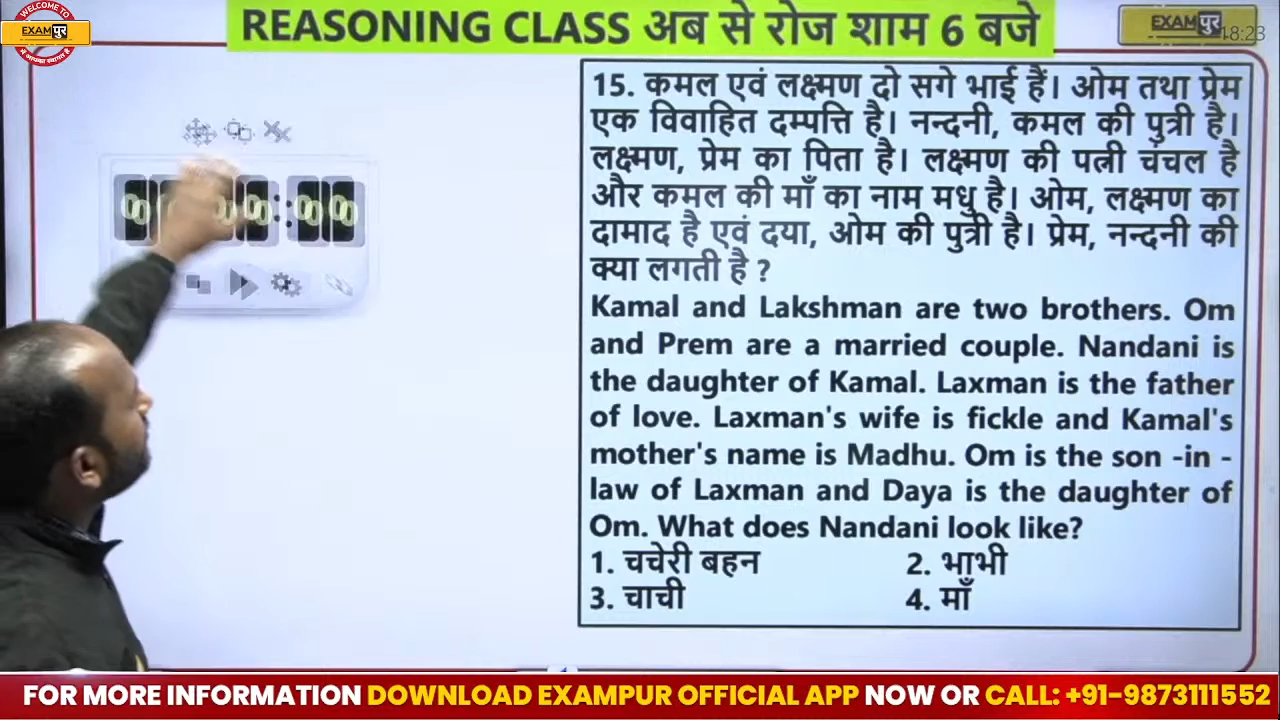 WELCOME TO
EXAMपुर
REASONING CLASS अब से रोज शाम 6 बजे
EXAMपुर
18:23
15. कमल एवं लक्ष्मण दो सगे भाई हैं। ओम तथा प्रेम
एक विवाहित दम्पत्ति है। नन्दनी, कमल की पुत्री है।
लक्ष्मण, प्रेम का पिता है। लक्ष्मण की पत्नी चंचल है
और कमल की माँ का नाम मधु है। ओम, लक्ष्मण का
दामाद है एवं दया, ओम की पुत्री है। प्रेम, नन्दनी की
क्या लगती है ?
Kamal and Lakshman are two brothers. Om
and Prem are a married couple. Nandani is
the daughter of Kamal. Laxman is the father
of love. Laxman's wife is fickle and Kamal's
mother's name is Madhu. Om is the son -in -
law of Laxman and Daya is the daughter of
Om. What does Nandani look like?
1. चचेरी बहन 2. भाभी
3. चाची 4. माँ
FOR MORE INFORMATION DOWNLOAD EXAMPUR OFFICIAL APP NOW OR CALL: +91-9873111552